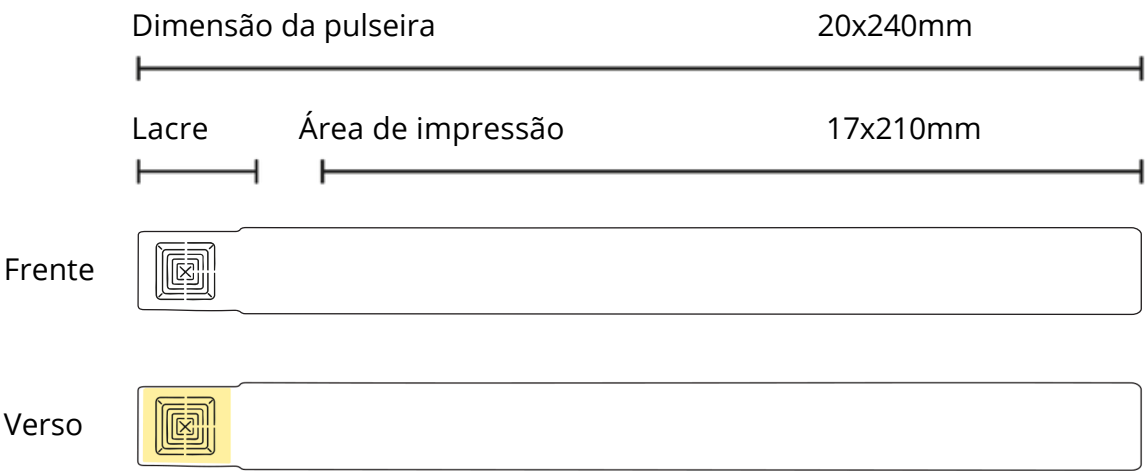 Dimensão da pulseira 20x240mm
Lacre Área de impressão 17x210mm
Frente
Verso